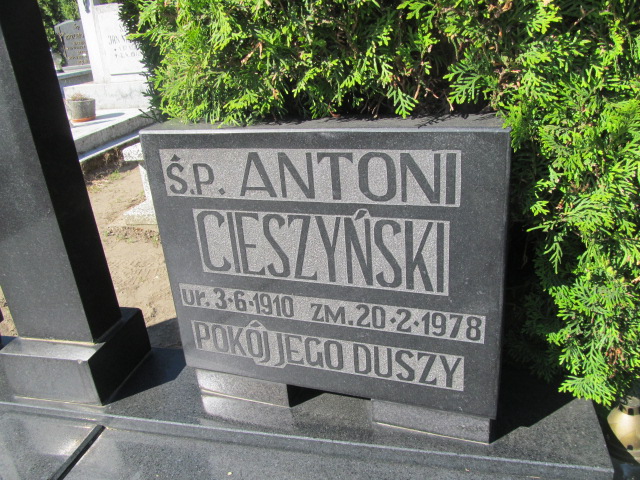 Ś.P. ANTONI
CIESZYŃSKI
ur. 3·6·1910 ZM. 20·2·1978
POKÓJ JEGO DUSZY